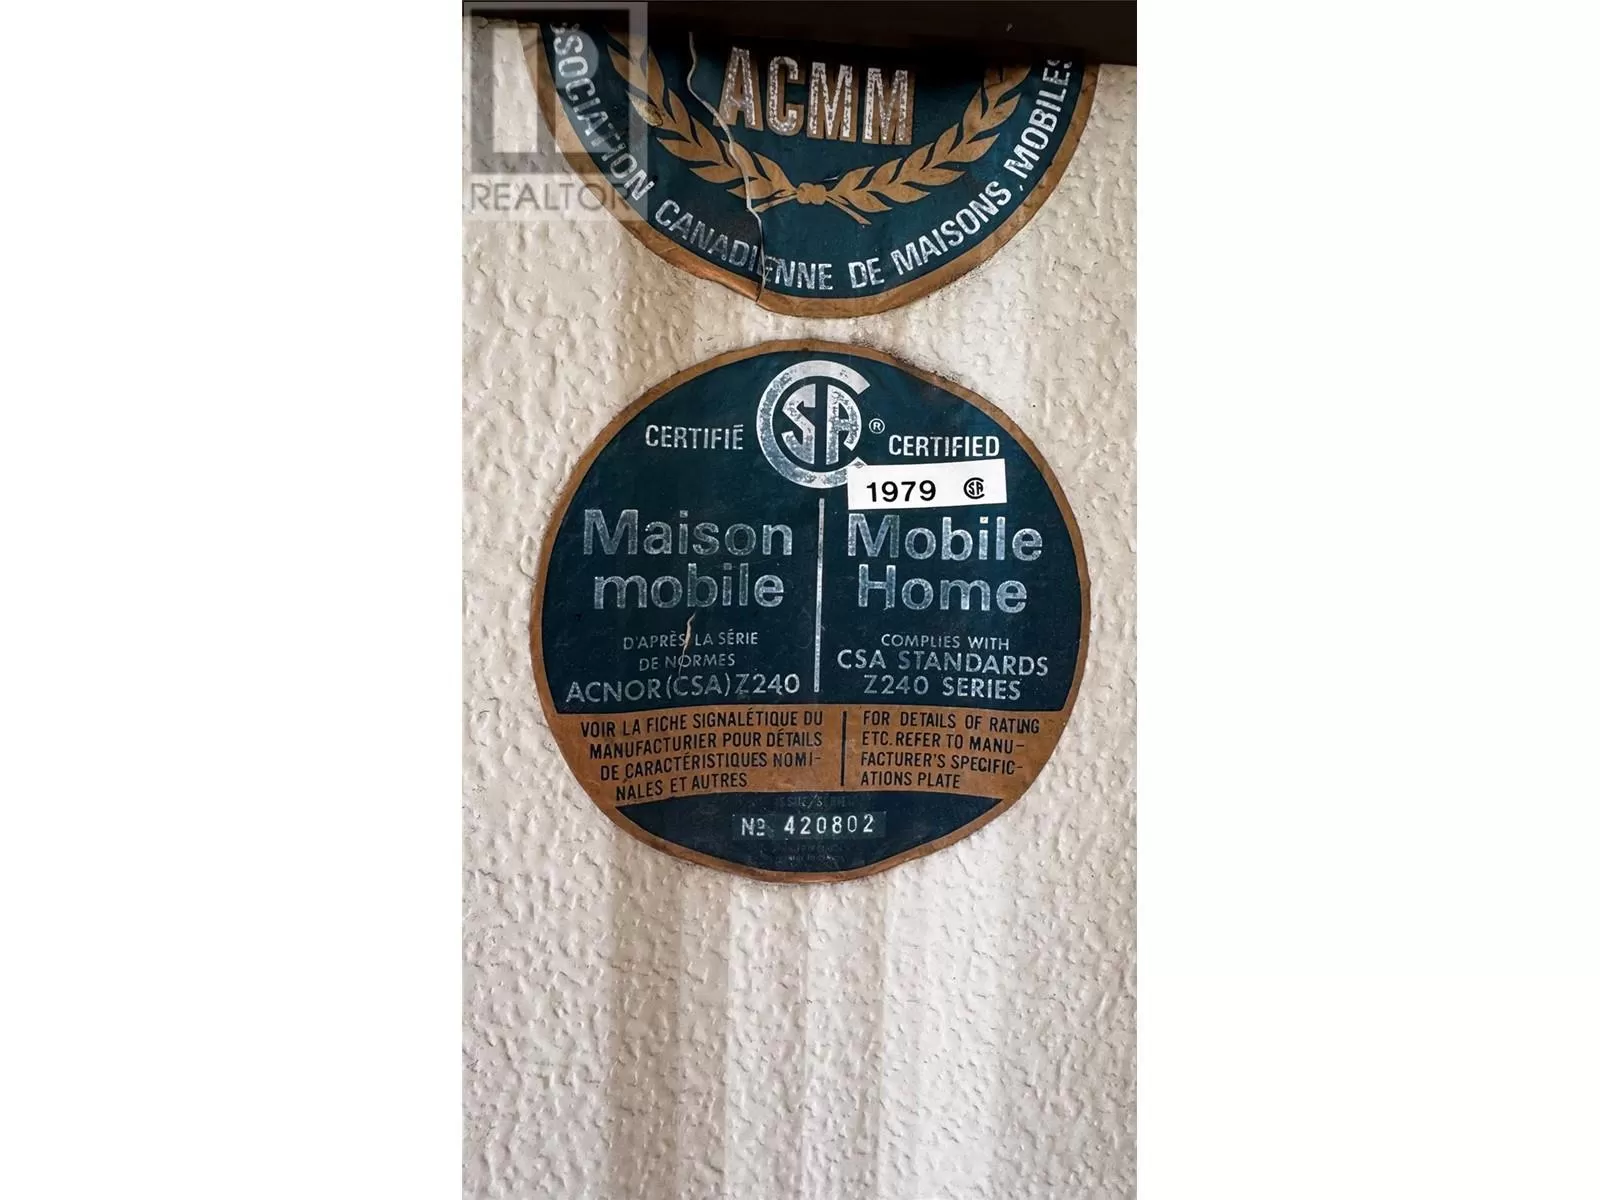 REALTOR
ACMM
ASSOCIATION CANADIENNE DE MAISONS MOBILES
CERTIFIÉ
CSA ®
CERTIFIED
1979 CSA
Maison
mobile
D'APRÈS LA SÉRIE
DE NORMES
ACNOR (CSA) Z240
Mobile
Home
COMPLIES WITH
CSA STANDARDS
Z240 SERIES
VOIR LA FICHE SIGNALÉTIQUE DU
MANUFACTURIER POUR DÉTAILS
DE CARACTÉRISTIQUES NOMI-
NALES ET AUTRES
FOR DETAILS OF RATING
ETC. REFER TO MANU-
FACTURER'S SPECIFIC-
ATIONS PLATE
Nº 420802